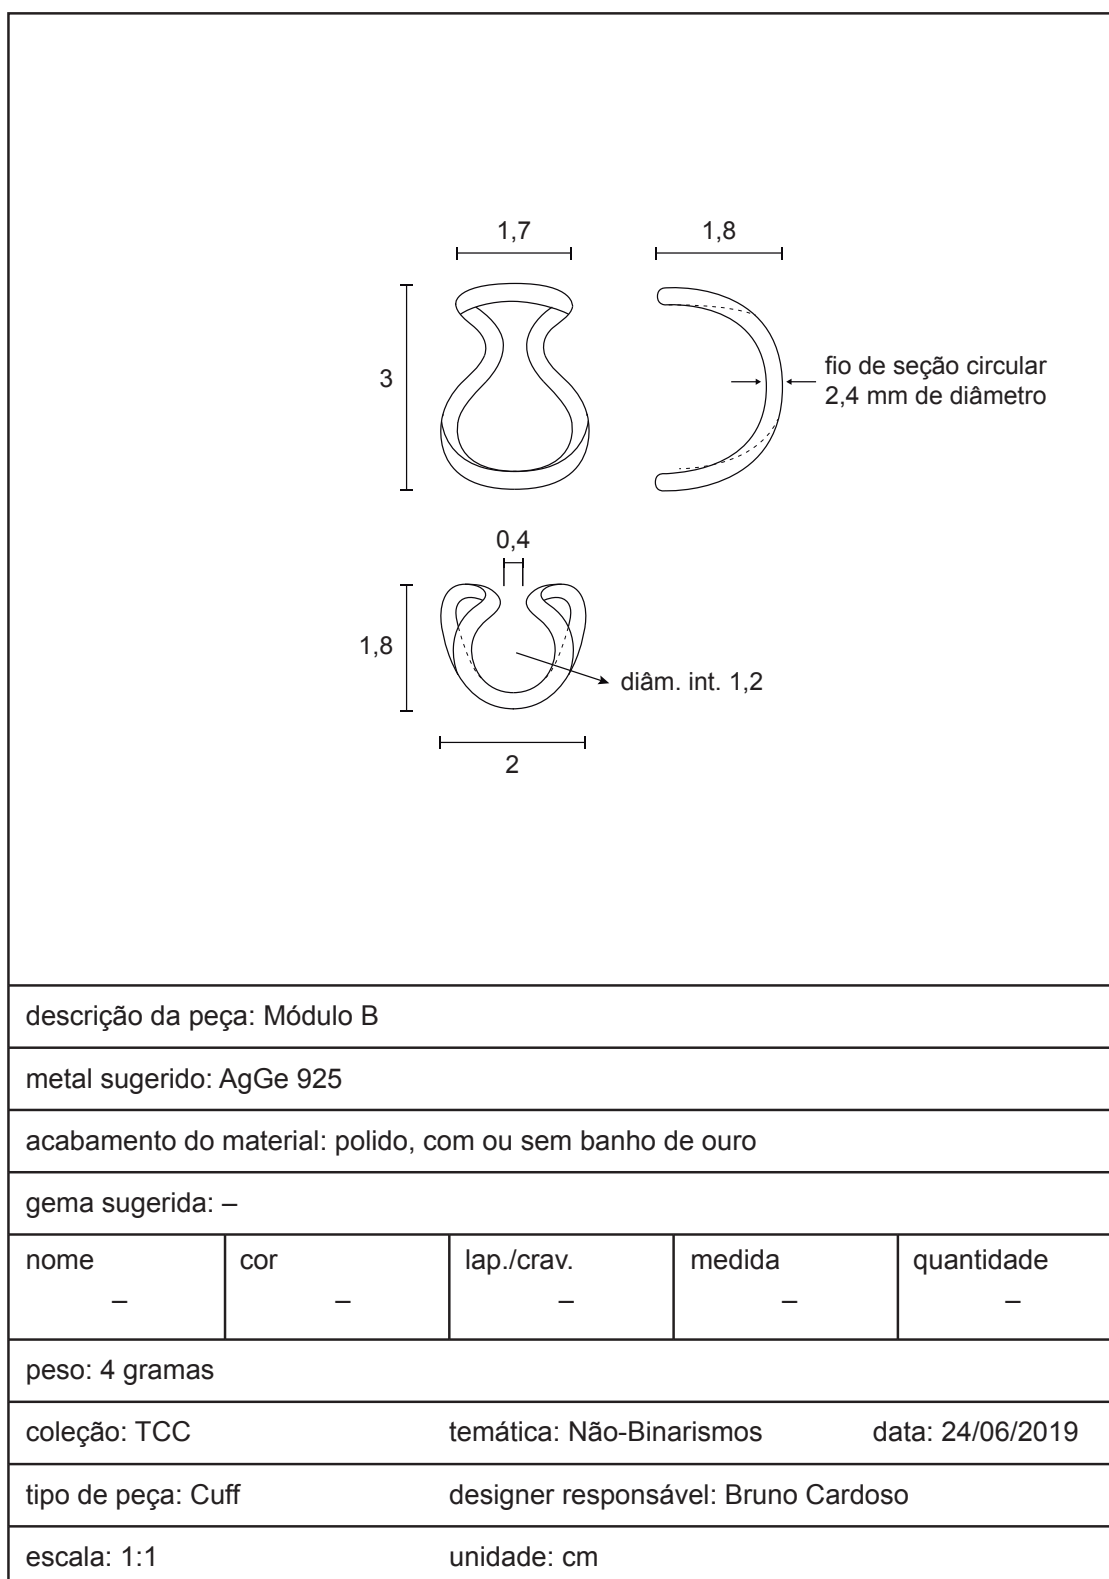 1,7
1,8
3
fio de seção circular
2,4 mm de diâmetro
0,4
1,8
diâm. int. 1,2
2
descrição da peça: Módulo B
metal sugerido: AgGe 925
acabamento do material: polido, com ou sem banho de ouro
gema sugerida: –
nome cor lap./crav. medida quantidade
– – – – –
peso: 4 gramas
coleção: TCC temática: Não-Binarismos data: 24/06/2019
tipo de peça: Cuff designer responsável: Bruno Cardoso
escala: 1:1 unidade: cm